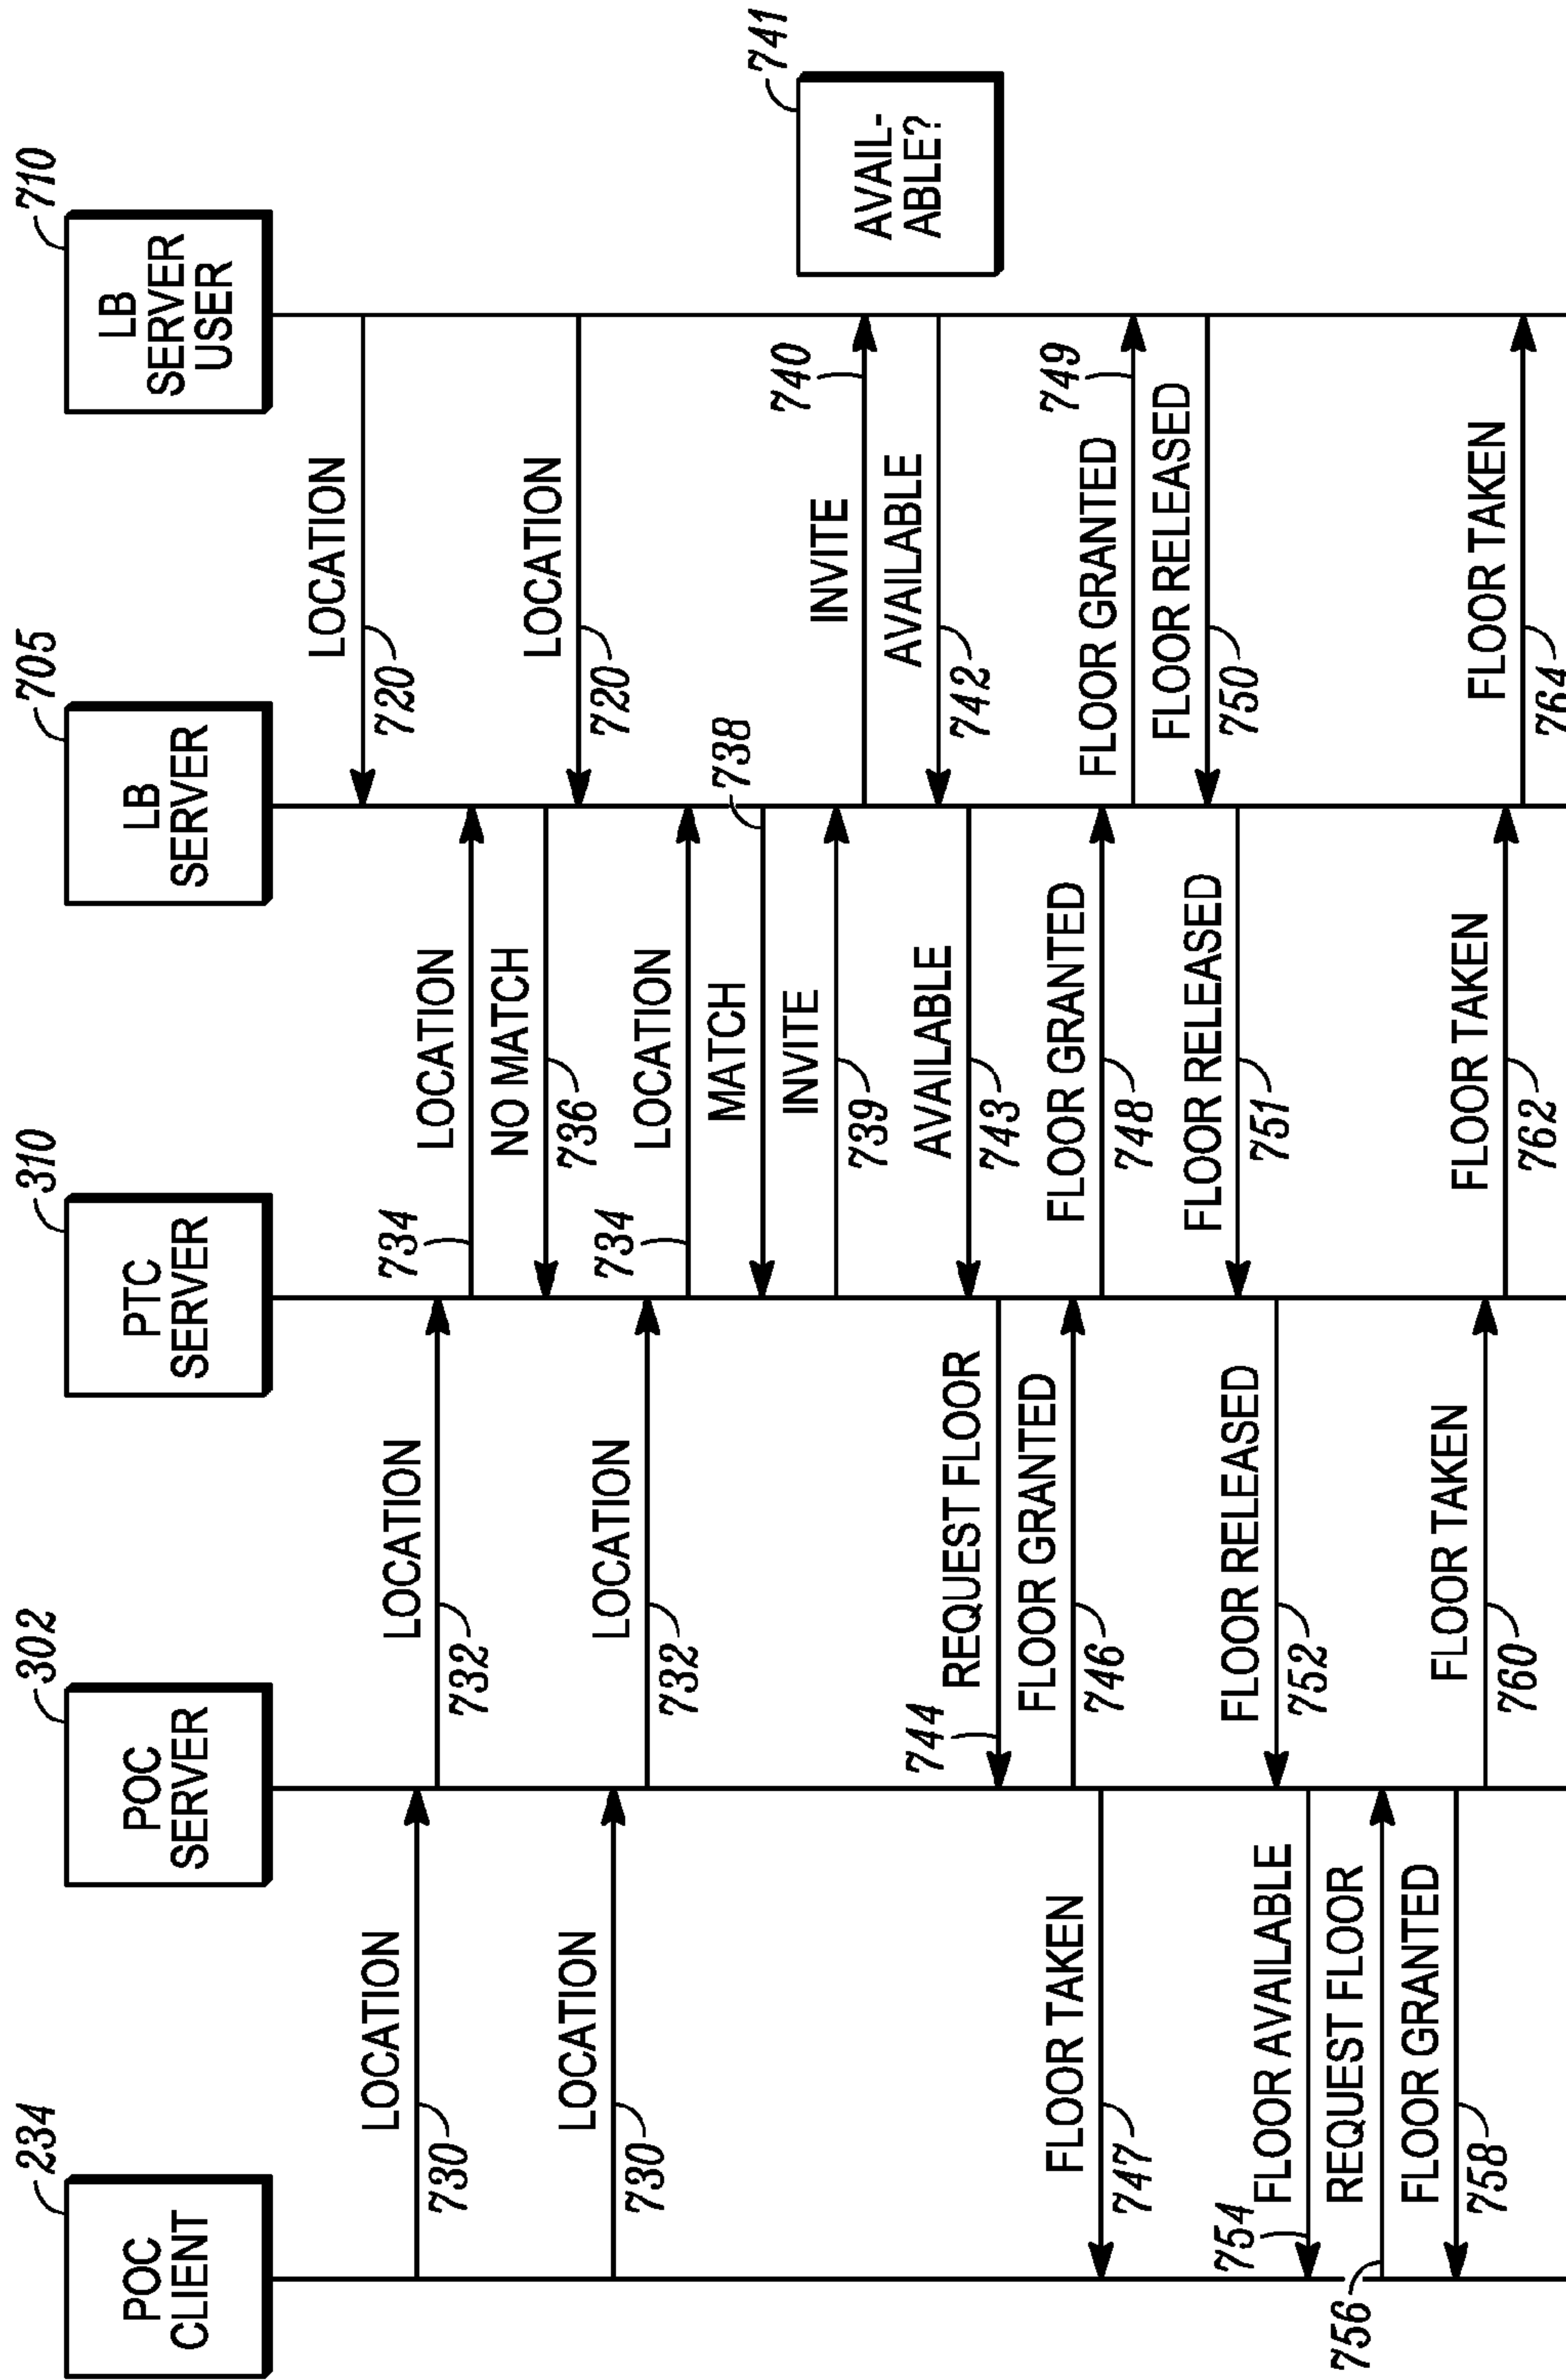 234
POC
CLIENT
302
POC
SERVER
310
PTC
SERVER
705
LB
SERVER
710
LB
SERVER
USER
LOCATION
720
LOCATION
730
LOCATION
732
LOCATION
734
NO MATCH
736
LOCATION
720
LOCATION
730
LOCATION
732
LOCATION
734
MATCH
738
INVITE
739
INVITE
740
AVAIL-
ABLE?
741
AVAILABLE
742
AVAILABLE
743
REQUEST FLOOR
744
FLOOR GRANTED
746
FLOOR TAKEN
747
FLOOR GRANTED
748
FLOOR GRANTED
749
FLOOR RELEASED
750
FLOOR RELEASED
751
FLOOR RELEASED
752
FLOOR AVAILABLE
754
REQUEST FLOOR
756
FLOOR GRANTED
758
FLOOR TAKEN
760
FLOOR TAKEN
762
FLOOR TAKEN
764